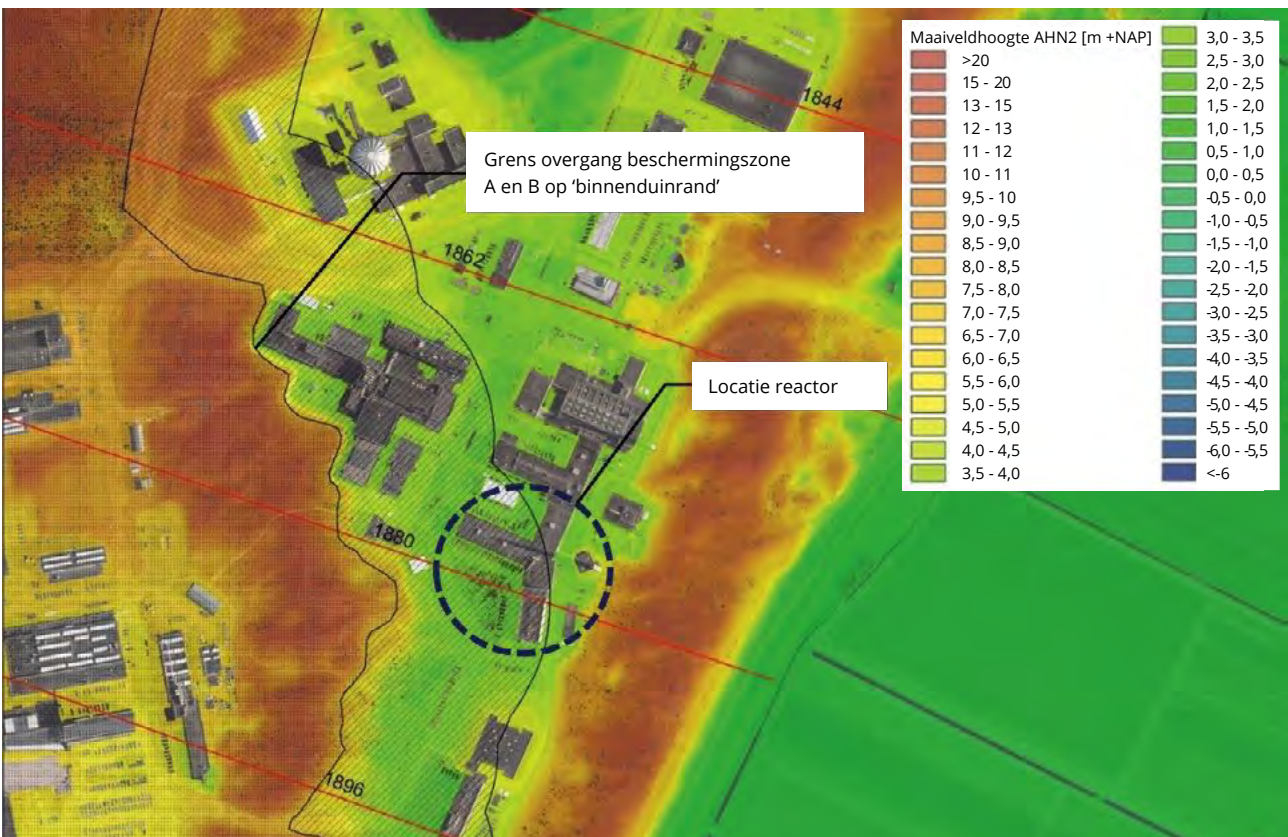 Maaiveldhoogte AHN2 [m +NAP]
>20
15 - 20
13 - 15
12 - 13
11 - 12
10 - 11
9,5 - 10
9,0 - 9,5
8,5 - 9,0
8,0 - 8,5
7,5 - 8,0
7,0 - 7,5
6,5 - 7,0
6,0 - 6,5
5,5 - 6,0
5,0 - 5,5
4,5 - 5,0
4,0 - 4,5
3,5 - 4,0
3,0 - 3,5
2,5 - 3,0
2,0 - 2,5
1,5 - 2,0
1,0 - 1,5
0,5 - 1,0
0,0 - 0,5
-0,5 - 0,0
-1,0 - -0,5
-1,5 - -1,0
-2,0 - -1,5
-2,5 - -2,0
-3,0 - -2,5
-3,5 - -3,0
-4,0 - -3,5
-4,5 - -4,0
-5,0 - -4,5
-5,5 - -5,0
-6,0 - -5,5
<-6
1844
Grens overgang beschermingszone
A en B op ‘binnenduinrand’
1862
Locatie reactor
1880
1896